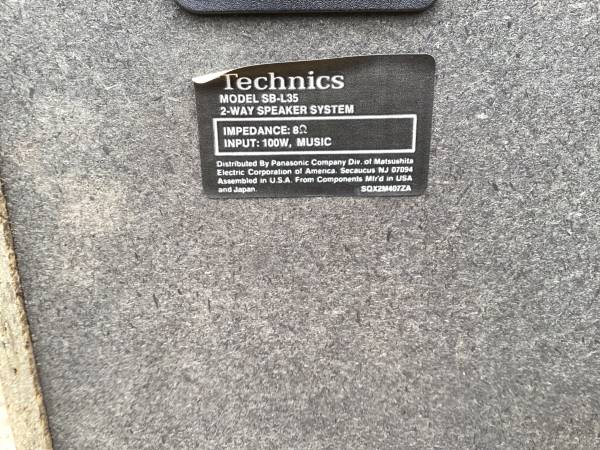 Technics
MODEL SB-L35
2-WAY SPEAKER SYSTEM
IMPEDANCE: 8Ω
INPUT: 100W, MUSIC
Distributed By Panasonic Company Div. of Matsushita
Electric Corporation of America. Secaucus NJ 07094
Assembled in U.S.A. From Components Mfr'd in USA
and Japan. SQX2M407ZA